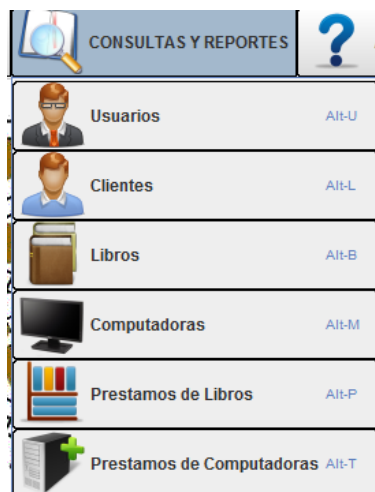 CONSULTAS Y REPORTES
Usuarios Alt-U
Clientes Alt-L
Libros Alt-B
Computadoras Alt-M
Prestamos de Libros Alt-P
Prestamos de Computadoras Alt-T